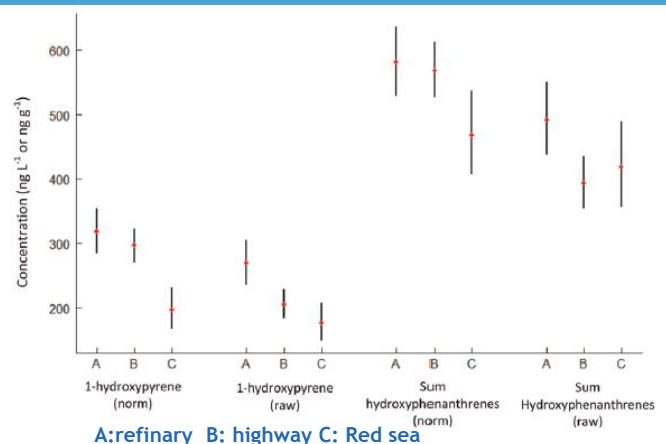 600
500
400
300
200
Concentration (ng L⁻¹ or ng g⁻¹)
A B C A B C A B C A B C
1-hydroxypyrene
(norm)
1-hydroxypyrene
(raw)
Sum
hydroxyphenanthrenes
(norm)
Sum
Hydroxyphenanthrenes
(raw)
A:refinary B: highway C: Red sea